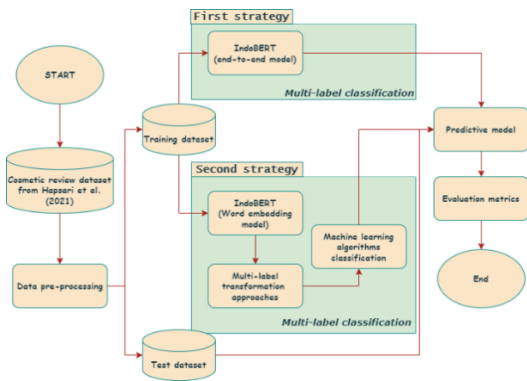 First strategy
START
IndoBERT
(end-to-end model)
Multi-label classification
Training dataset
Predictive model
Cosmetic review dataset
from Hapsari et al.
(2021)
Second strategy
IndoBERT
(Word embedding
model)
Machine learning
algorithms
classification
Evaluation metrics
Data pre-processing
Multi-label
transformation
approaches
End
Multi-label classification
Test dataset